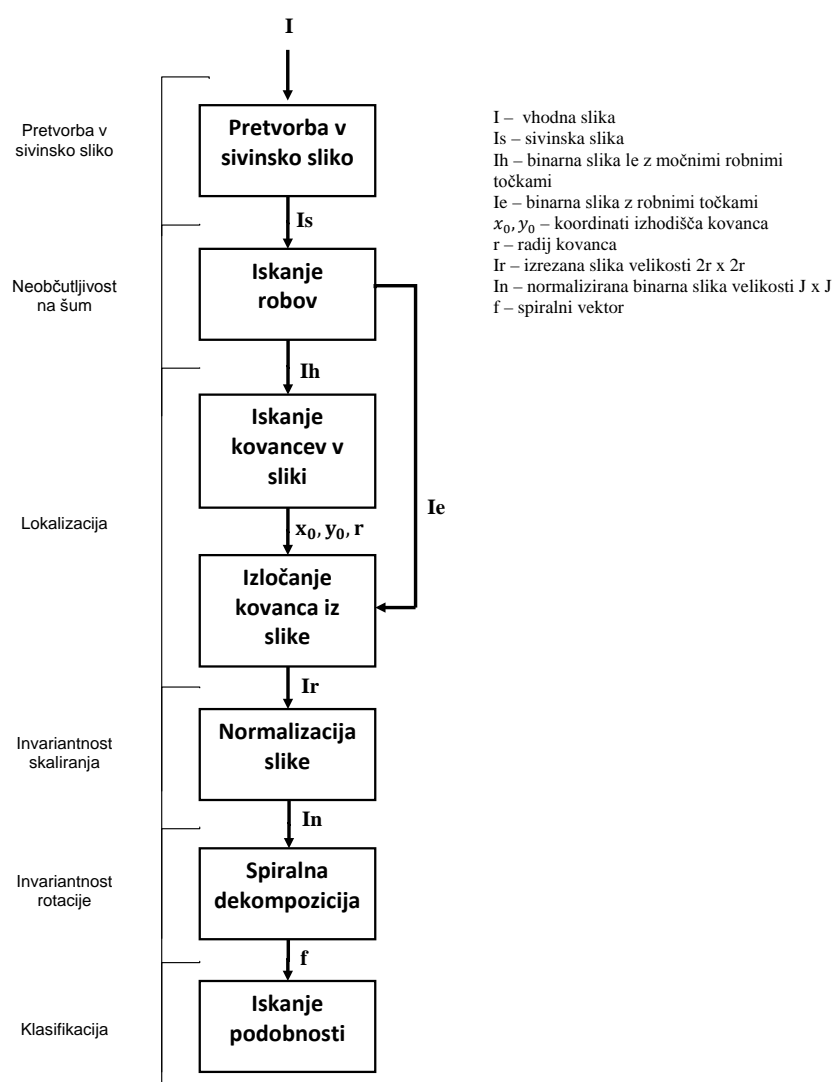 I
Pretvorba v
sivinsko sliko
Pretvorba v
sivinsko sliko
Is
Neobčutljivost
na šum
Iskanje
robov
Ih
Iskanje
kovancev v
sliki
Ie
Lokalizacija
x₀, y₀, r
Izločanje
kovanca iz
slike
Ir
Invariantnost
skaliranja
Normalizacija
slike
In
Invariantnost
rotacije
Spiralna
dekompozicija
f
Klasifikacija
Iskanje
podobnosti
I – vhodna slika
Is – sivinska slika
Ih – binarna slika le z močnimi robnimi
točkami
Ie – binarna slika z robnimi točkami
x₀, y₀ – koordinati izhodišča kovanca
r – radij kovanca
Ir – izrezana slika velikosti 2r x 2r
In – normalizirana binarna slika velikosti J x J
f – spiralni vektor